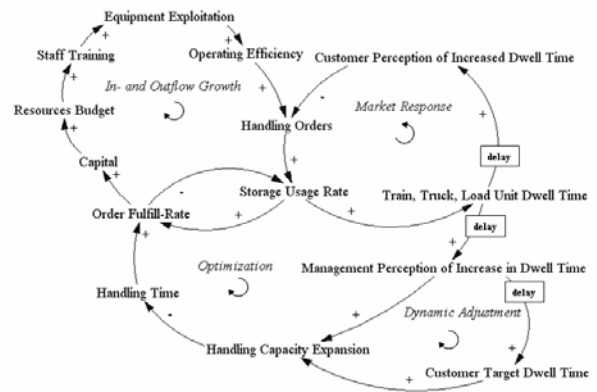 Equipment Exploitation
+
+
Staff Training
Operating Efficiency
Customer Perception of Increased Dwell Time
+
In- and Outflow Growth
+
-
Market Response
+
Resources Budget
Handling Orders
+
+
delay
Capital
-
Storage Usage Rate
Train, Truck, Load Unit Dwell Time
+
Order Fulfill-Rate
+
+
delay
+
+
Optimization
Management Perception of Increase in Dwell Time
Handling Time
delay
-
+
Dynamic Adjustment
+
Handling Capacity Expansion
+
Customer Target Dwell Time